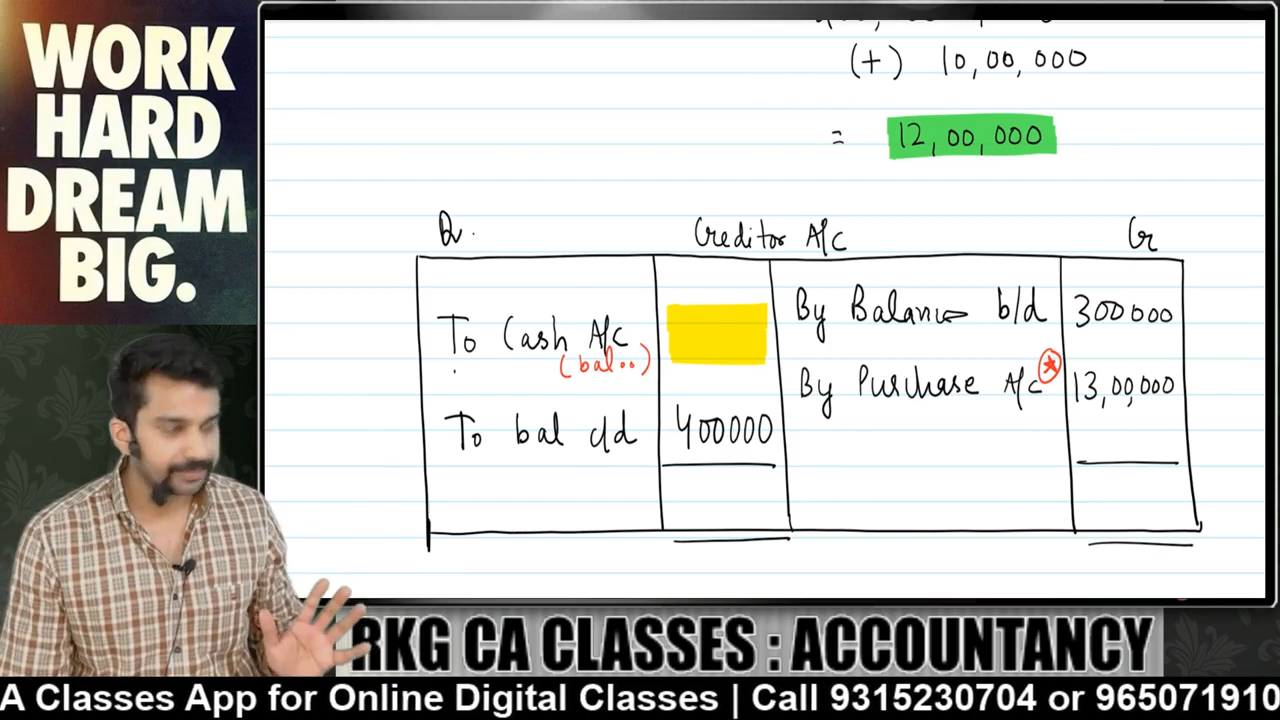 WORK
HARD
DREAM
BIG.
(+) 10,00,000
= 12,00,000
Dr. Creditor A/c Cr
To Cash A/c By Balance b/d 300000
(bal..)
By Purchase A/c 13,00,000
To bal c/d 400000
RKG CA CLASSES : ACCOUNTANCY
A Classes App for Online Digital Classes | Call 9315230704 or 965071910